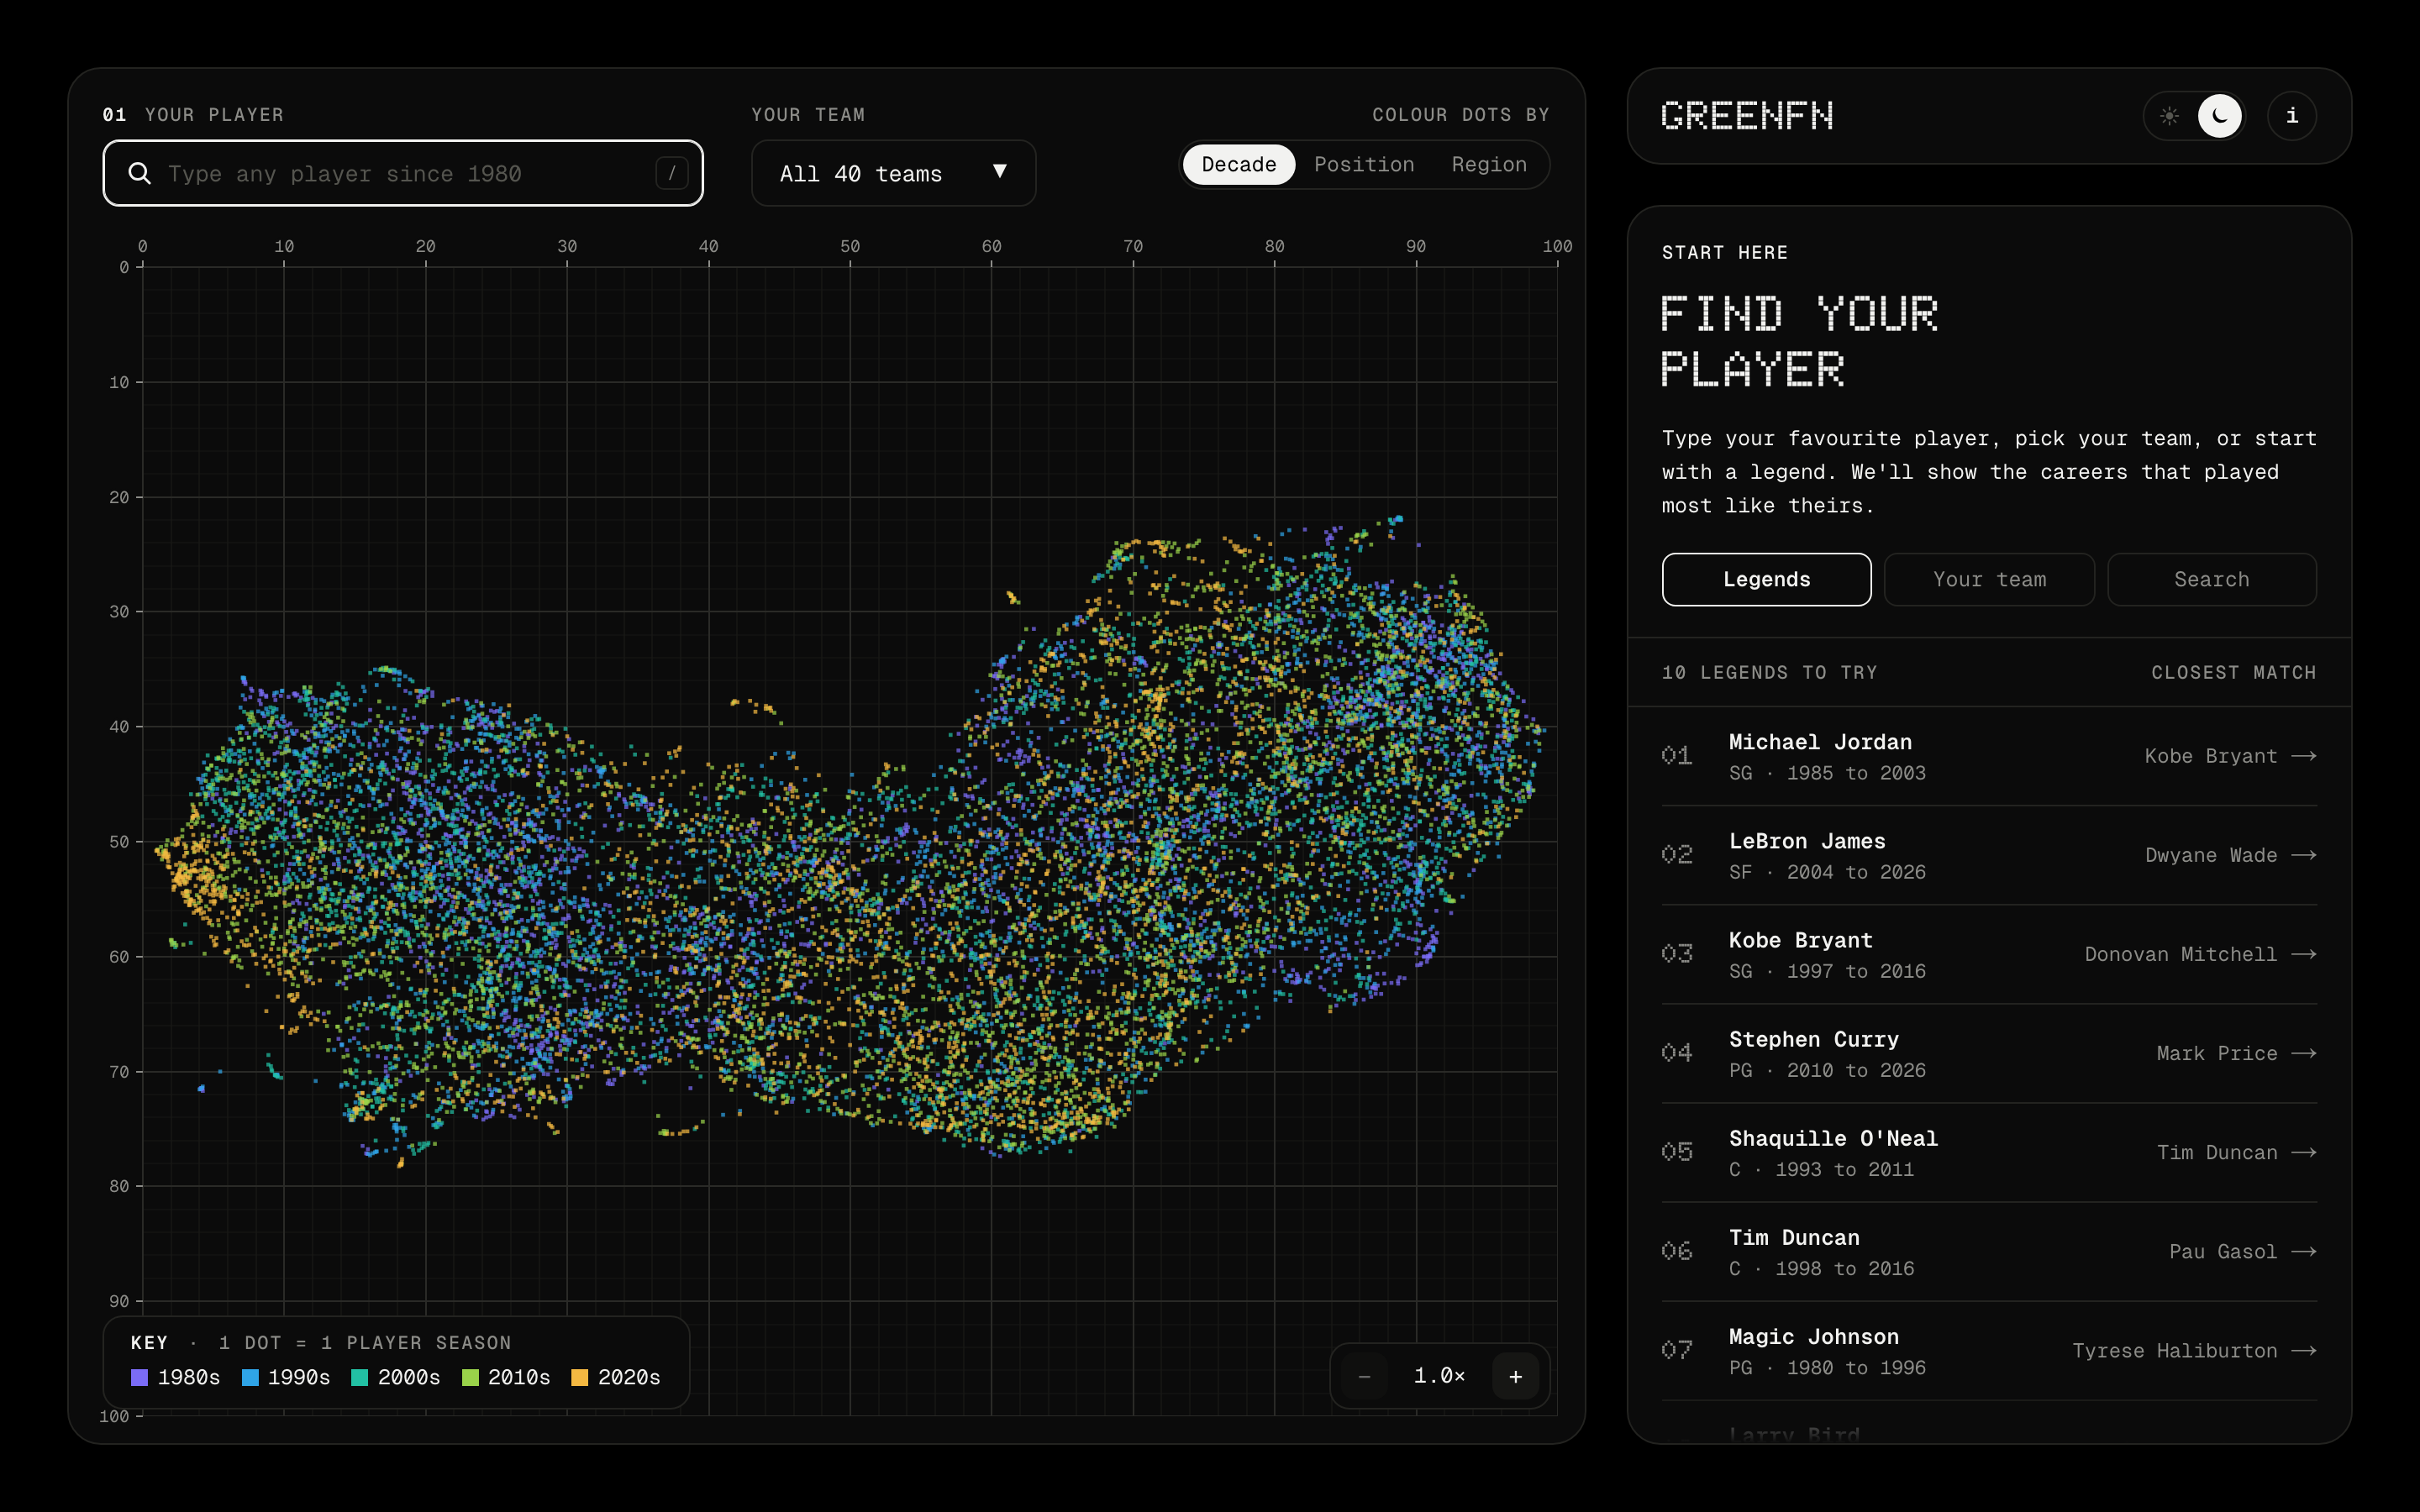 01 YOUR PLAYER
YOUR TEAM
COLOUR DOTS BY
Type any player since 1980 /
All 40 teams ▼
Decade Position Region
0 10 20 30 40 50 60 70 80 90 100
0
10
20
30
40
50
60
70
80
90
100
KEY · 1 DOT = 1 PLAYER SEASON
1980s 1990s 2000s 2010s 2020s
− 1.0× +
GREENFN
i
START HERE
FIND YOUR
PLAYER
Type your favourite player, pick your team, or start
with a legend. We'll show the careers that played
most like theirs.
Legends Your team Search
10 LEGENDS TO TRY CLOSEST MATCH
01 Michael Jordan Kobe Bryant →
SG · 1985 to 2003
02 LeBron James Dwyane Wade →
SF · 2004 to 2026
03 Kobe Bryant Donovan Mitchell →
SG · 1997 to 2016
04 Stephen Curry Mark Price →
PG · 2010 to 2026
05 Shaquille O'Neal Tim Duncan →
C · 1993 to 2011
06 Tim Duncan Pau Gasol →
C · 1998 to 2016
07 Magic Johnson Tyrese Haliburton →
PG · 1980 to 1996
Larry Bird